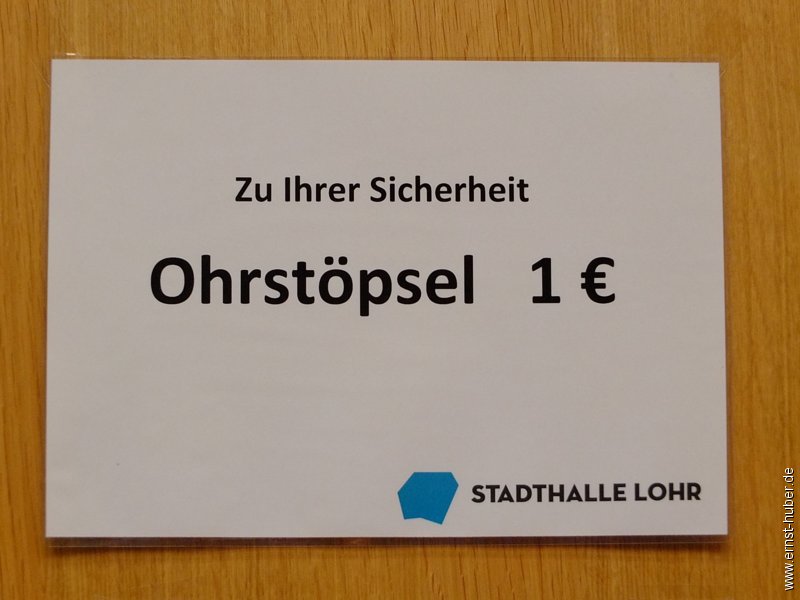 Zu Ihrer Sicherheit
Ohrstöpsel 1 €
STADTHALLE LOHR
www.ernst-huber.de